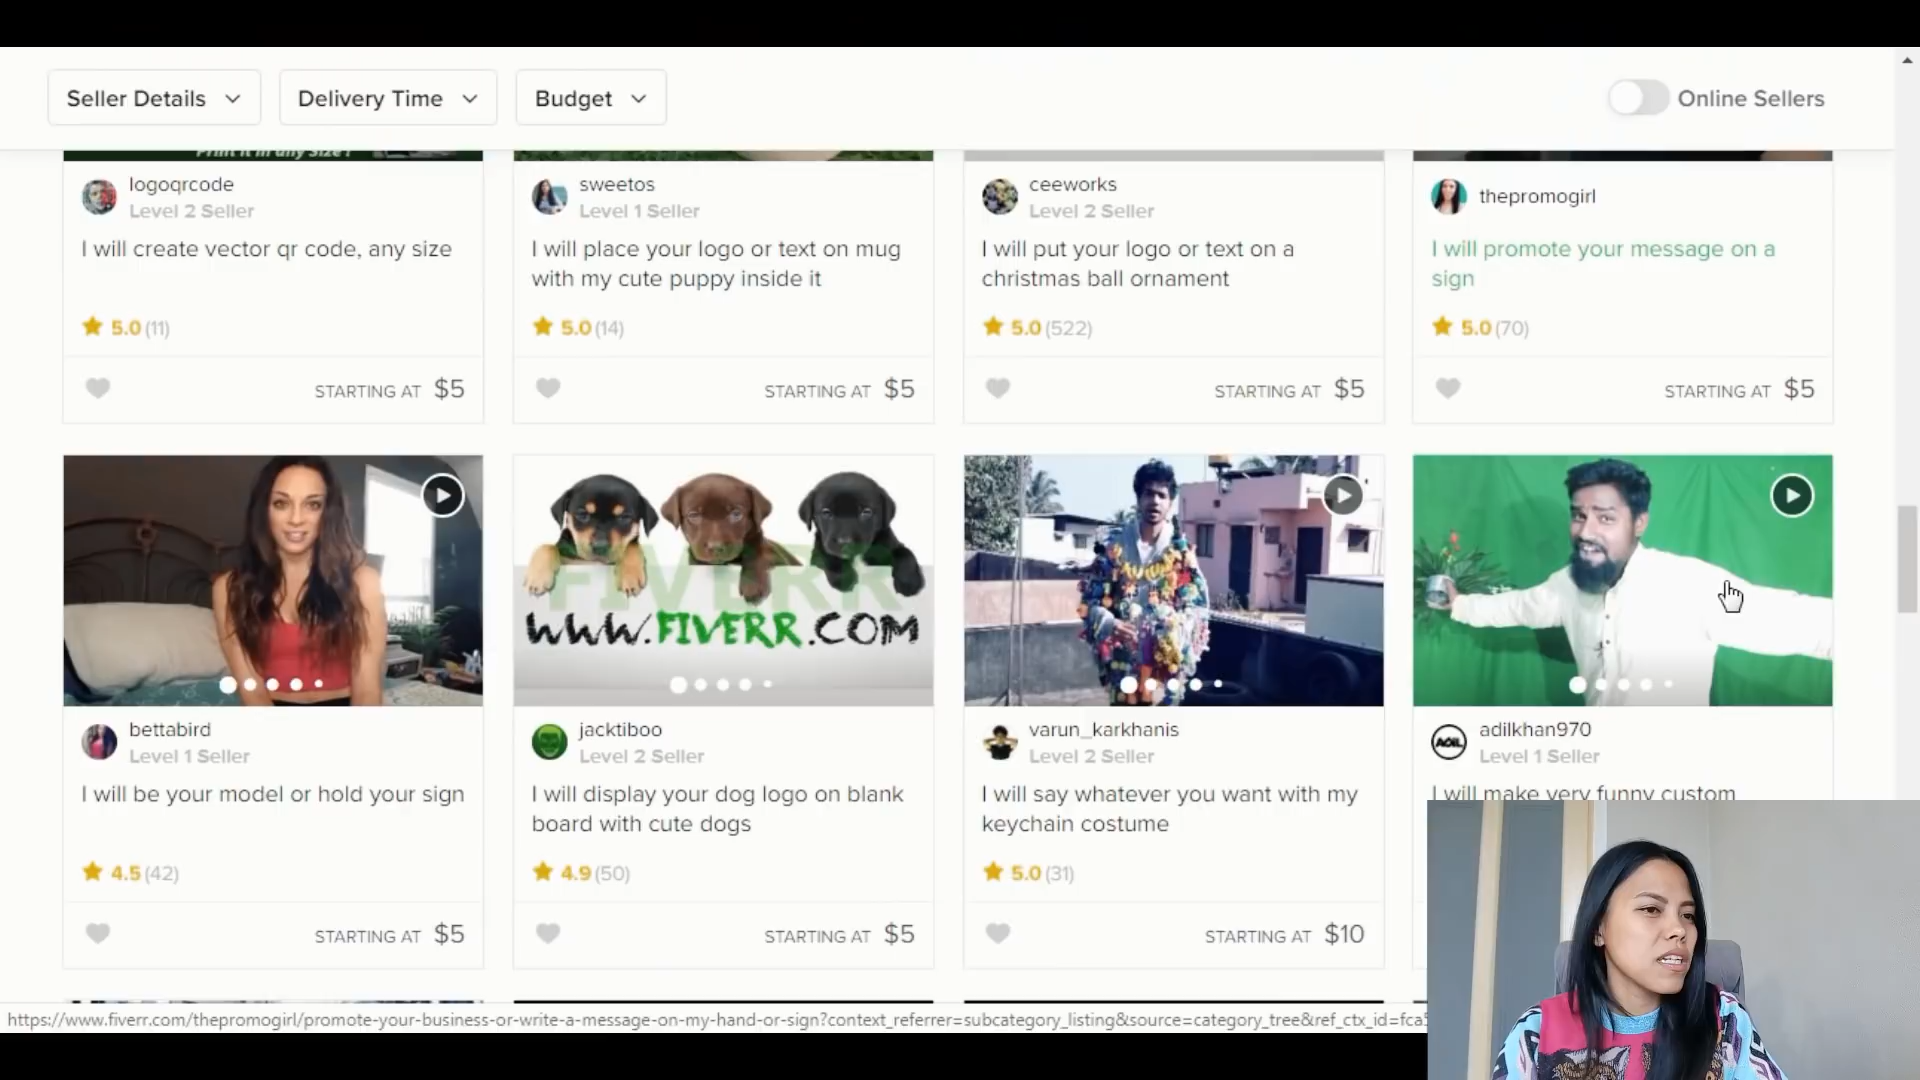 Seller Details
Delivery Time
Budget
Online Sellers
Print it in any Size !
logoqrcode
Level 2 Seller
I will create vector qr code, any size
5.0 (11)
STARTING AT $5
sweetos
Level 1 Seller
I will place your logo or text on mug
with my cute puppy inside it
5.0 (14)
STARTING AT $5
ceeworks
Level 2 Seller
I will put your logo or text on a
christmas ball ornament
5.0 (522)
STARTING AT $5
thepromogirl
I will promote your message on a
sign
5.0 (70)
STARTING AT $5
bettabird
Level 1 Seller
I will be your model or hold your sign
4.5 (42)
STARTING AT $5
FIVERR
WWW.FIVERR.COM
jacktiboo
Level 2 Seller
I will display your dog logo on blank
board with cute dogs
4.9 (50)
STARTING AT $5
varun_karkhanis
Level 2 Seller
I will say whatever you want with my
keychain costume
5.0 (31)
STARTING AT $10
AOIL
adilkhan970
Level 1 Seller
I will make very funny custom
https://www.fiverr.com/thepromogirl/promote-your-business-or-write-a-message-on-my-hand-or-sign?context_referrer=subcategory_listing&source=category_tree&ref_ctx_id=fca5